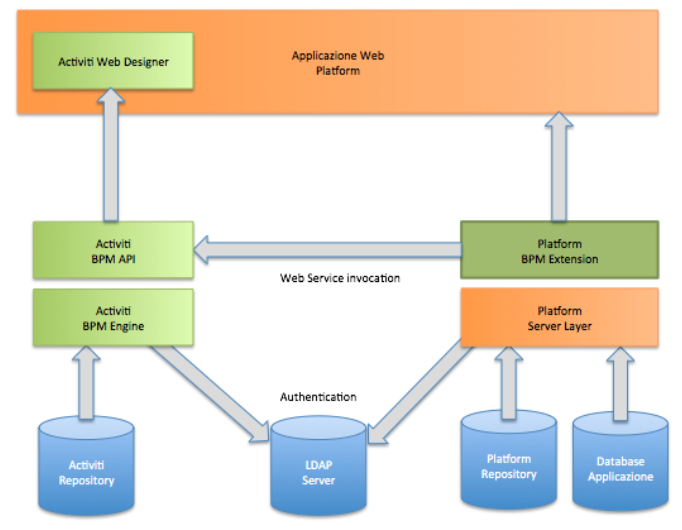 Activiti Web Designer
Applicazione Web
Platform
Activiti
BPM API
Platform
BPM Extension
Web Service invocation
Activiti
BPM Engine
Platform
Server Layer
Authentication
Activiti
Repository
LDAP
Server
Platform
Repository
Database
Applicazione